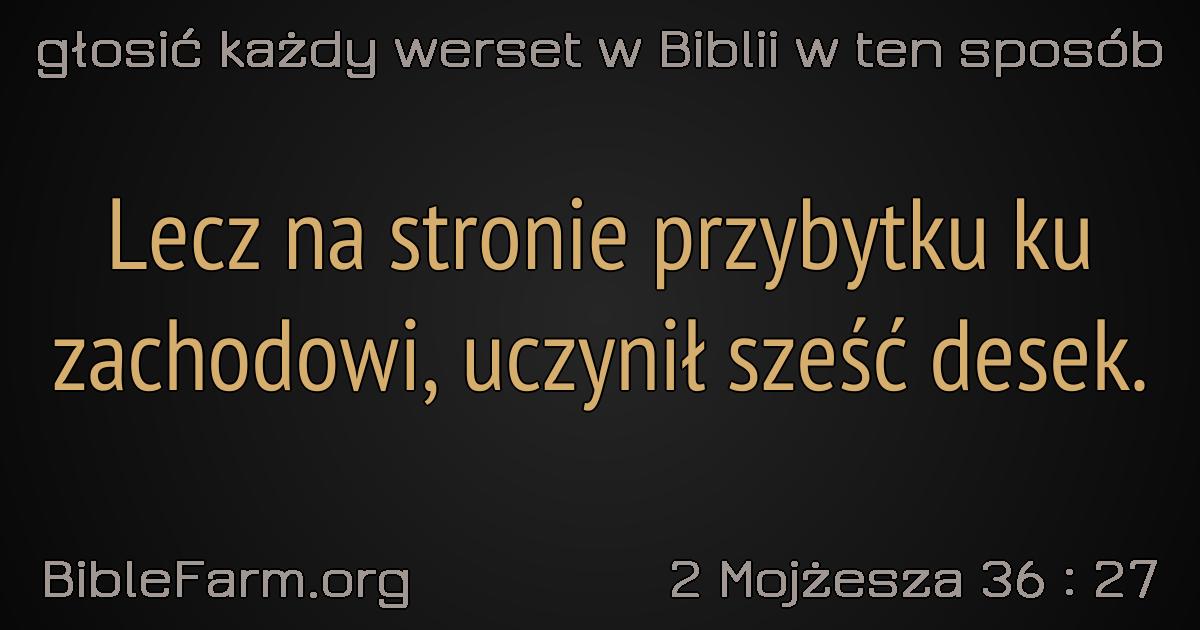 głosić każdy werset w Biblii w ten sposób
Lecz na stronie przybytku ku
zachodowi, uczynił sześć desek.
BibleFarm.org
2 Mojżesza 36 : 27